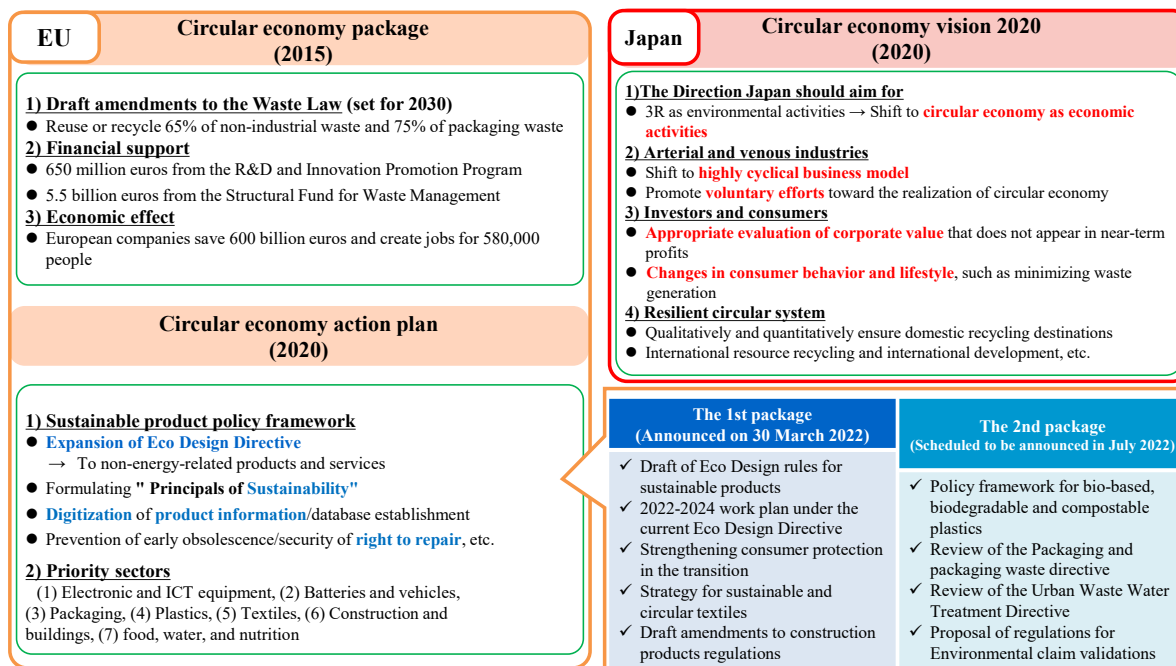 EU
Circular economy package
(2015)
1) Draft amendments to the Waste Law (set for 2030)
● Reuse or recycle 65% of non-industrial waste and 75% of packaging waste
2) Financial support
● 650 million euros from the R&D and Innovation Promotion Program
● 5.5 billion euros from the Structural Fund for Waste Management
3) Economic effect
● European companies save 600 billion euros and create jobs for 580,000
people
Circular economy action plan
(2020)
1) Sustainable product policy framework
● Expansion of Eco Design Directive
→ To non-energy-related products and services
● Formulating " Principals of Sustainability"
● Digitization of product information/database establishment
● Prevention of early obsolescence/security of right to repair, etc.
2) Priority sectors
(1) Electronic and ICT equipment, (2) Batteries and vehicles,
(3) Packaging, (4) Plastics, (5) Textiles, (6) Construction and
buildings, (7) food, water, and nutrition
Japan
Circular economy vision 2020
(2020)
1)The Direction Japan should aim for
● 3R as environmental activities → Shift to circular economy as economic
activities
2) Arterial and venous industries
● Shift to highly cyclical business model
● Promote voluntary efforts toward the realization of circular economy
3) Investors and consumers
● Appropriate evaluation of corporate value that does not appear in near-term
profits
● Changes in consumer behavior and lifestyle, such as minimizing waste
generation
4) Resilient circular system
● Qualitatively and quantitatively ensure domestic recycling destinations
● International resource recycling and international development, etc.
The 1st package
(Announced on 30 March 2022)
✓ Draft of Eco Design rules for
sustainable products
✓ 2022-2024 work plan under the
current Eco Design Directive
✓ Strengthening consumer protection
in the transition
✓ Strategy for sustainable and
circular textiles
✓ Draft amendments to construction
products regulations
The 2nd package
(Scheduled to be announced in July 2022)
✓ Policy framework for bio-based,
biodegradable and compostable
plastics
✓ Review of the Packaging and
packaging waste directive
✓ Review of the Urban Waste Water
Treatment Directive
✓ Proposal of regulations for
Environmental claim validations